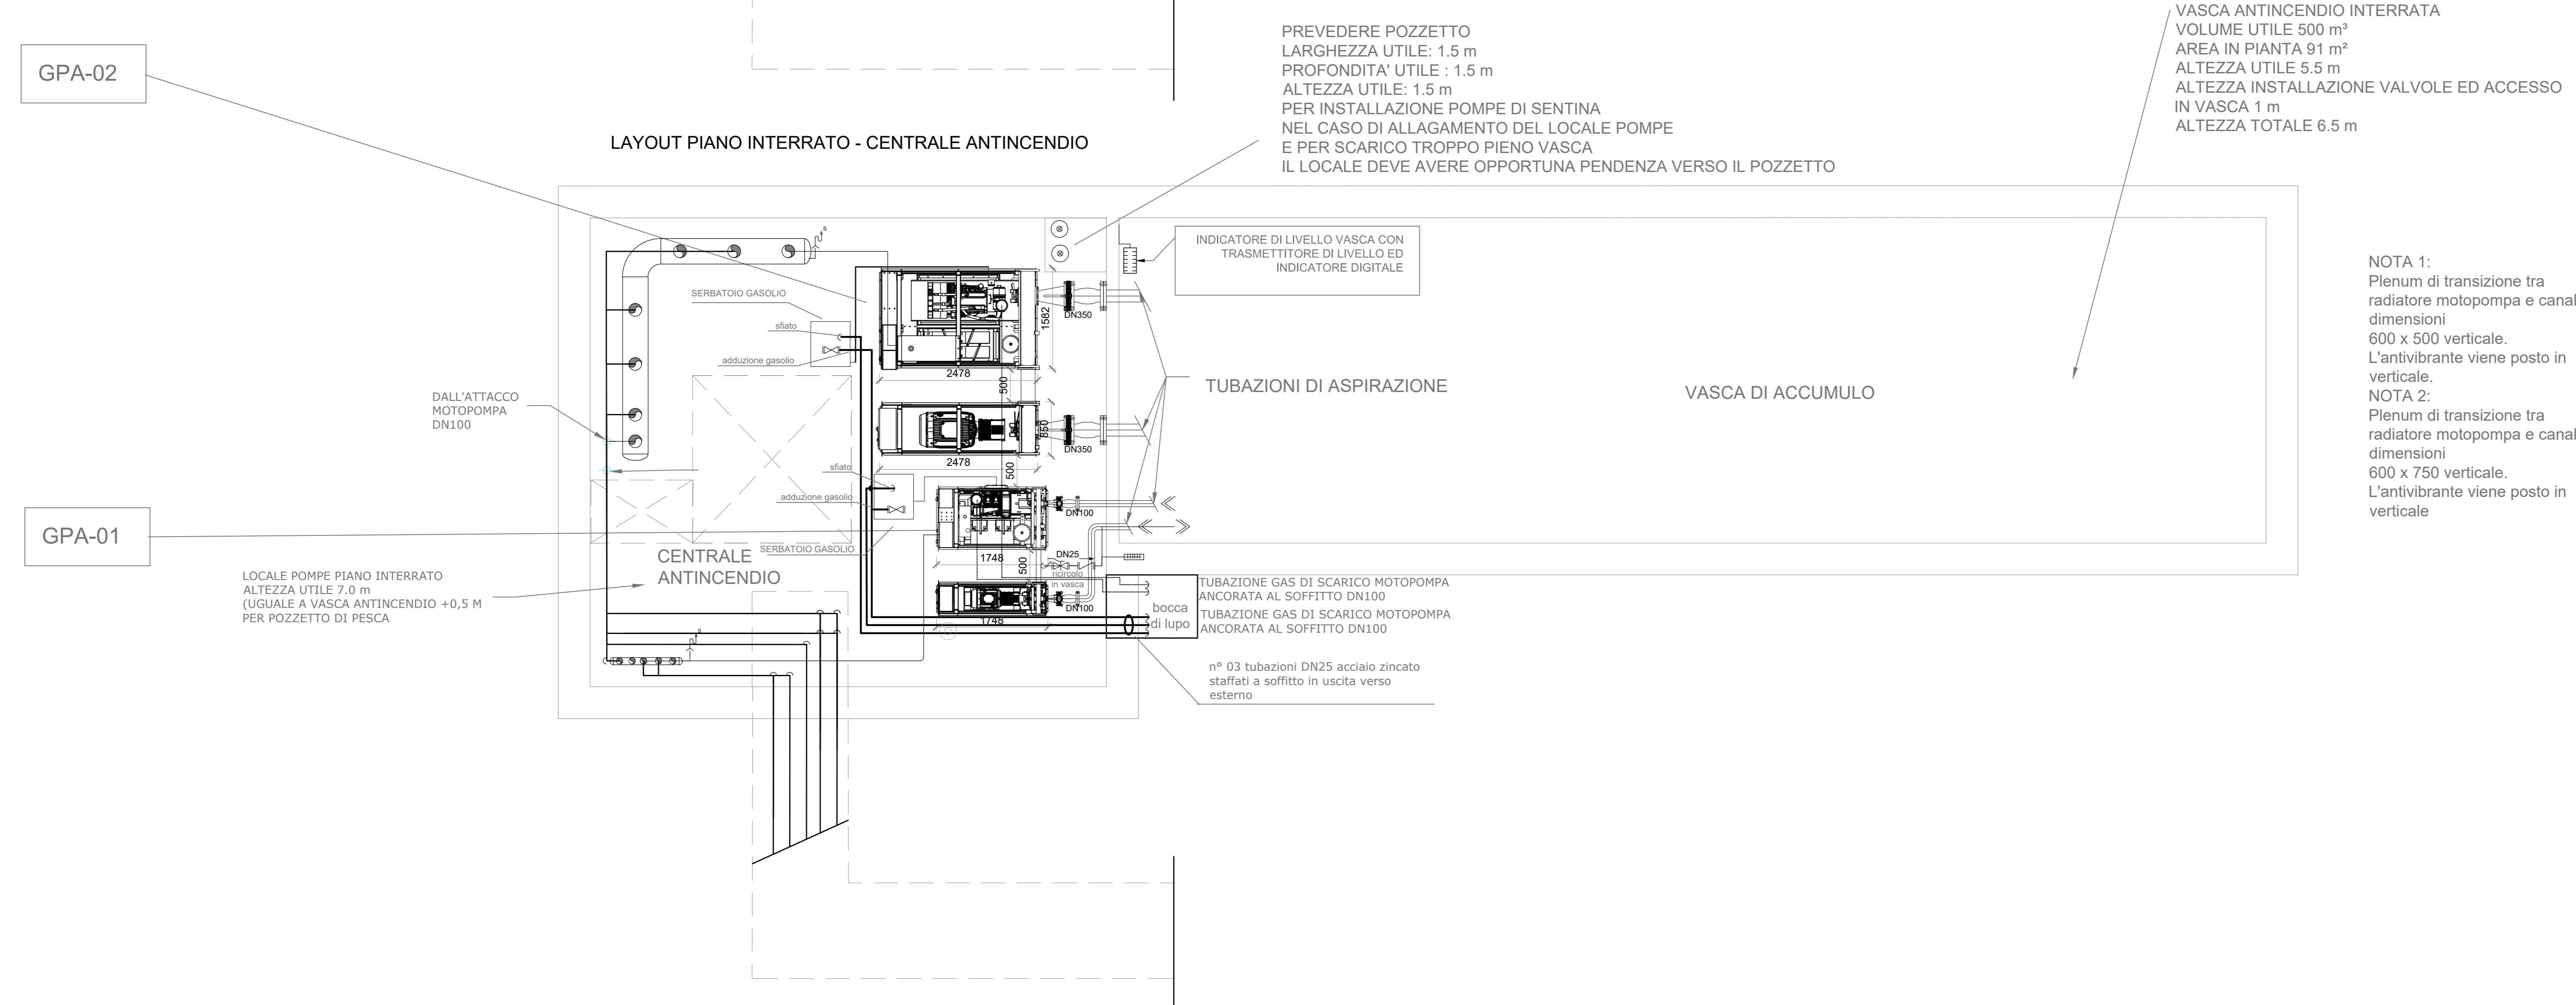 GPA-02
LAYOUT PIANO INTERRATO - CENTRALE ANTINCENDIO
PREVEDERE POZZETTO
LARGHEZZA UTILE: 1.5 m
PROFONDITA' UTILE : 1.5 m
ALTEZZA UTILE: 1.5 m
PER INSTALLAZIONE POMPE DI SENTINA
NEL CASO DI ALLAGAMENTO DEL LOCALE POMPE
E PER SCARICO TROPPO PIENO VASCA
IL LOCALE DEVE AVERE OPPORTUNA PENDENZA VERSO IL POZZETTO
VASCA ANTINCENDIO INTERRATA
VOLUME UTILE 500 m³
AREA IN PIANTA 91 m²
ALTEZZA UTILE 5.5 m
ALTEZZA INSTALLAZIONE VALVOLE ED ACCESSO
IN VASCA 1 m
ALTEZZA TOTALE 6.5 m
INDICATORE DI LIVELLO VASCA CON
TRASMETTITORE DI LIVELLO ED
INDICATORE DIGITALE
NOTA 1:
Plenum di transizione tra
radiatore motopompa e canal
dimensioni
600 x 500 verticale.
L'antivibrante viene posto in
verticale.
NOTA 2:
Plenum di transizione tra
radiatore motopompa e canal
dimensioni
600 x 750 verticale.
L'antivibrante viene posto in
verticale
s
SERBATOIO GASOLIO
sfiato
adduzione gasolio
1582
DN350
2478
500
TUBAZIONI DI ASPIRAZIONE
VASCA DI ACCUMULO
DALL'ATTACCO
MOTOPOMPA
DN100
850
DN350
2478
500
sfiato
adduzione gasolio
SERBATOIO GASOLIO
DN100
GPA-01
CENTRALE
ANTINCENDIO
1748
500
DN25
ricircolo
in vasca
DN100
1748
LOCALE POMPE PIANO INTERRATO
ALTEZZA UTILE 7.0 m
(UGUALE A VASCA ANTINCENDIO +0,5 M
PER POZZETTO DI PESCA
bocca
di lupo
TUBAZIONE GAS DI SCARICO MOTOPOMPA
ANCORATA AL SOFFITTO DN100
TUBAZIONE GAS DI SCARICO MOTOPOMPA
ANCORATA AL SOFFITTO DN100
s
n° 03 tubazioni DN25 acciaio zincato
staffati a soffitto in uscita verso
esterno